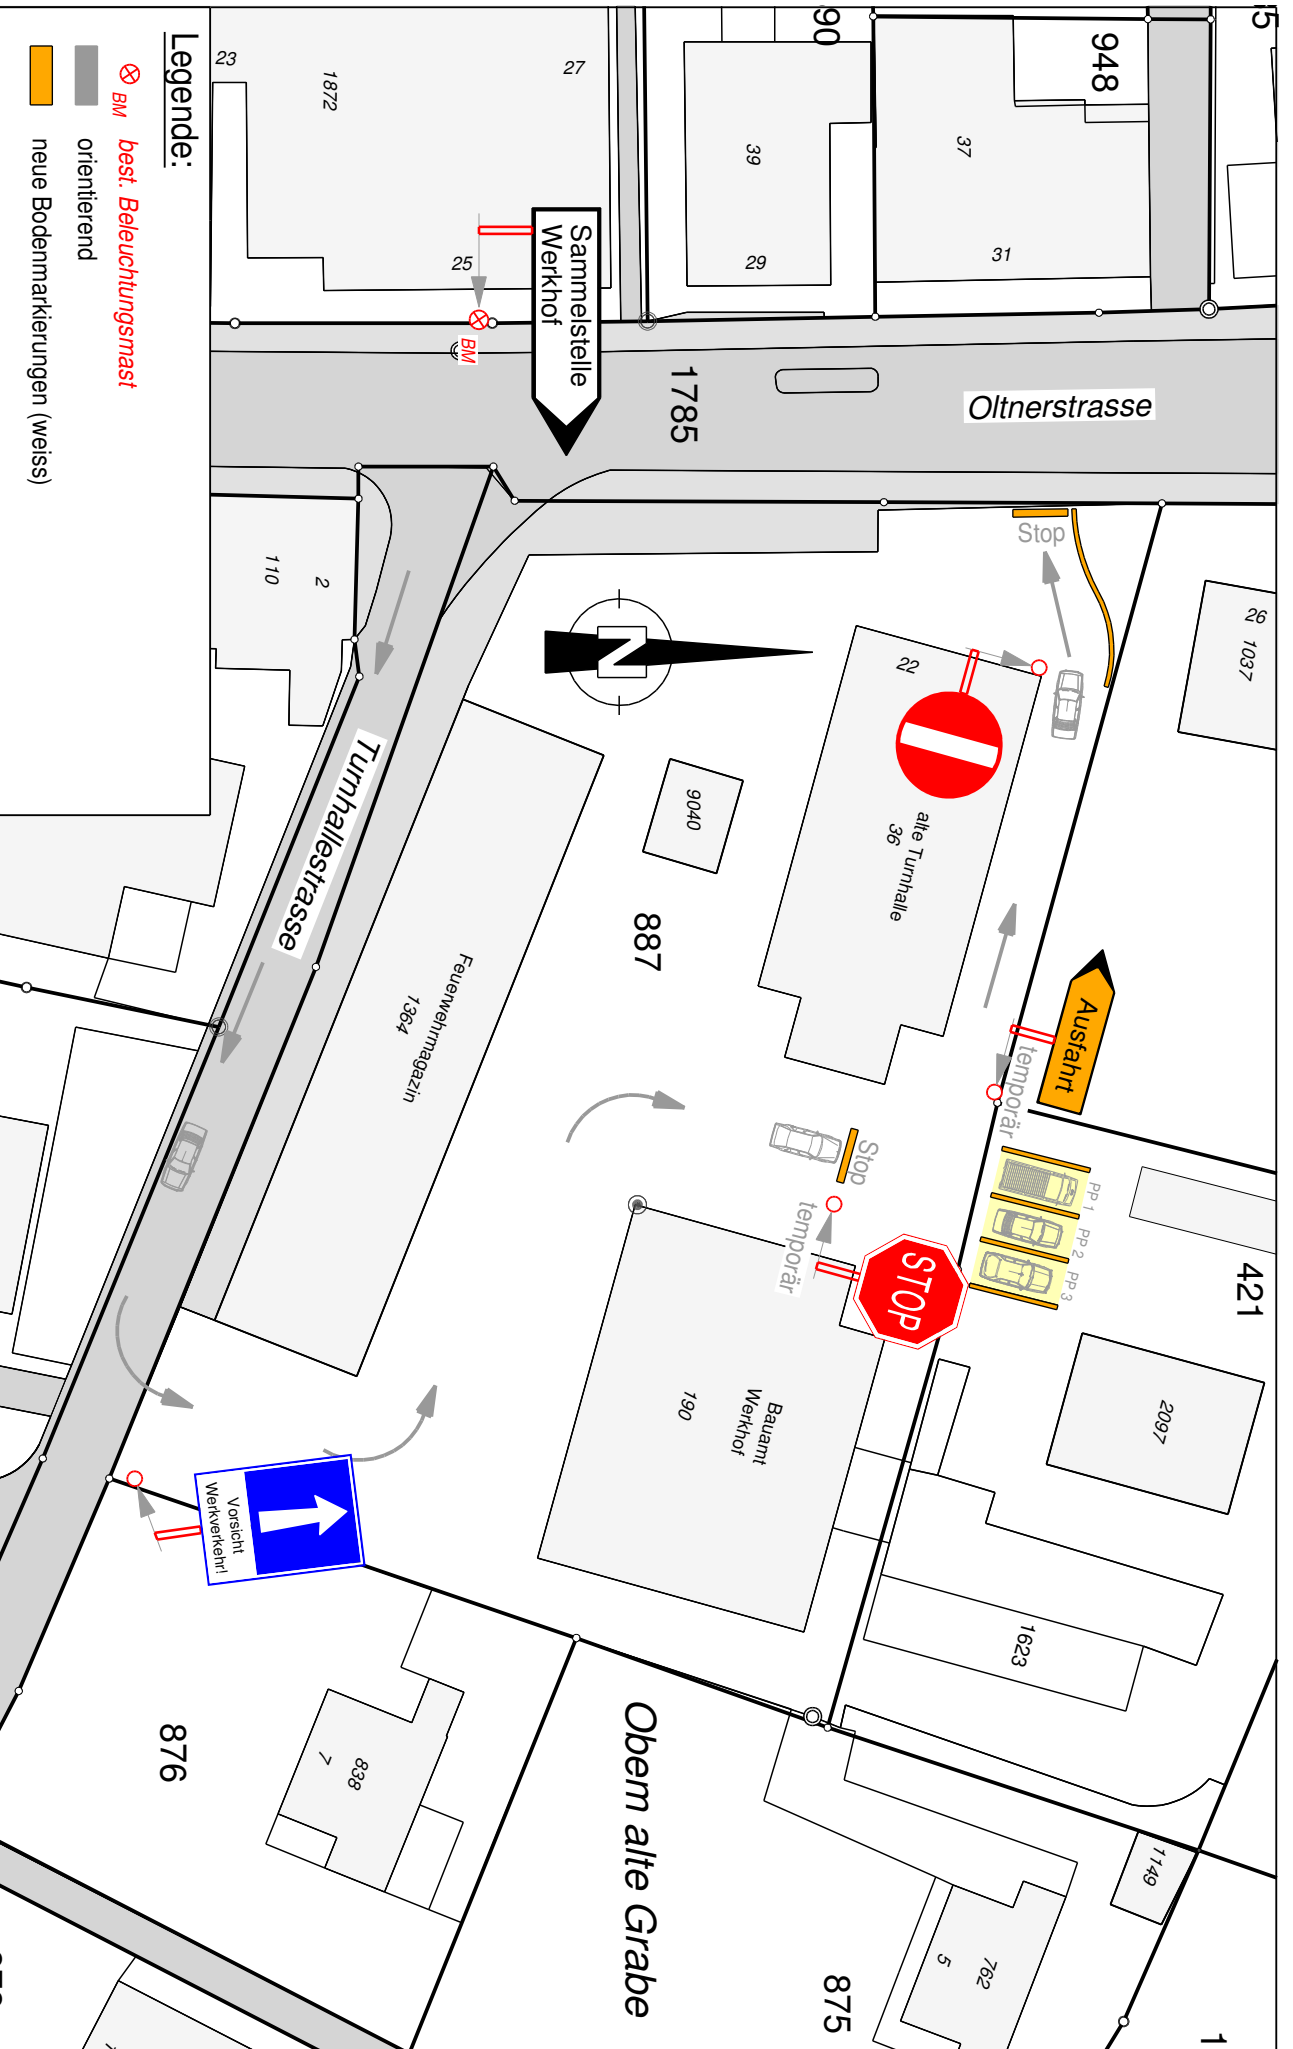 Legende:
BM best. Beleuchtungsmast
orientierend
neue Bodenmarkierungen (weiss)
23
1872
27
25
39
29
90
37
31
948
Sammelstelle
Werkhof
BM
1785
Oltnerstrasse
110
2
Stop
26
1037
22
alte Turnhalle
36
9040
N
Turnhallestrasse
887
Feuerwehrmagazin
1364
Ausfahrt
temporär
Stop
temporär
PP 1
PP 2
PP 3
STOP
421
2097
Bauamt
Werkhof
190
Vorsicht
Werkverkehr!
1623
876
838
7
Obem alte Grabe
1149
762
5
875
1